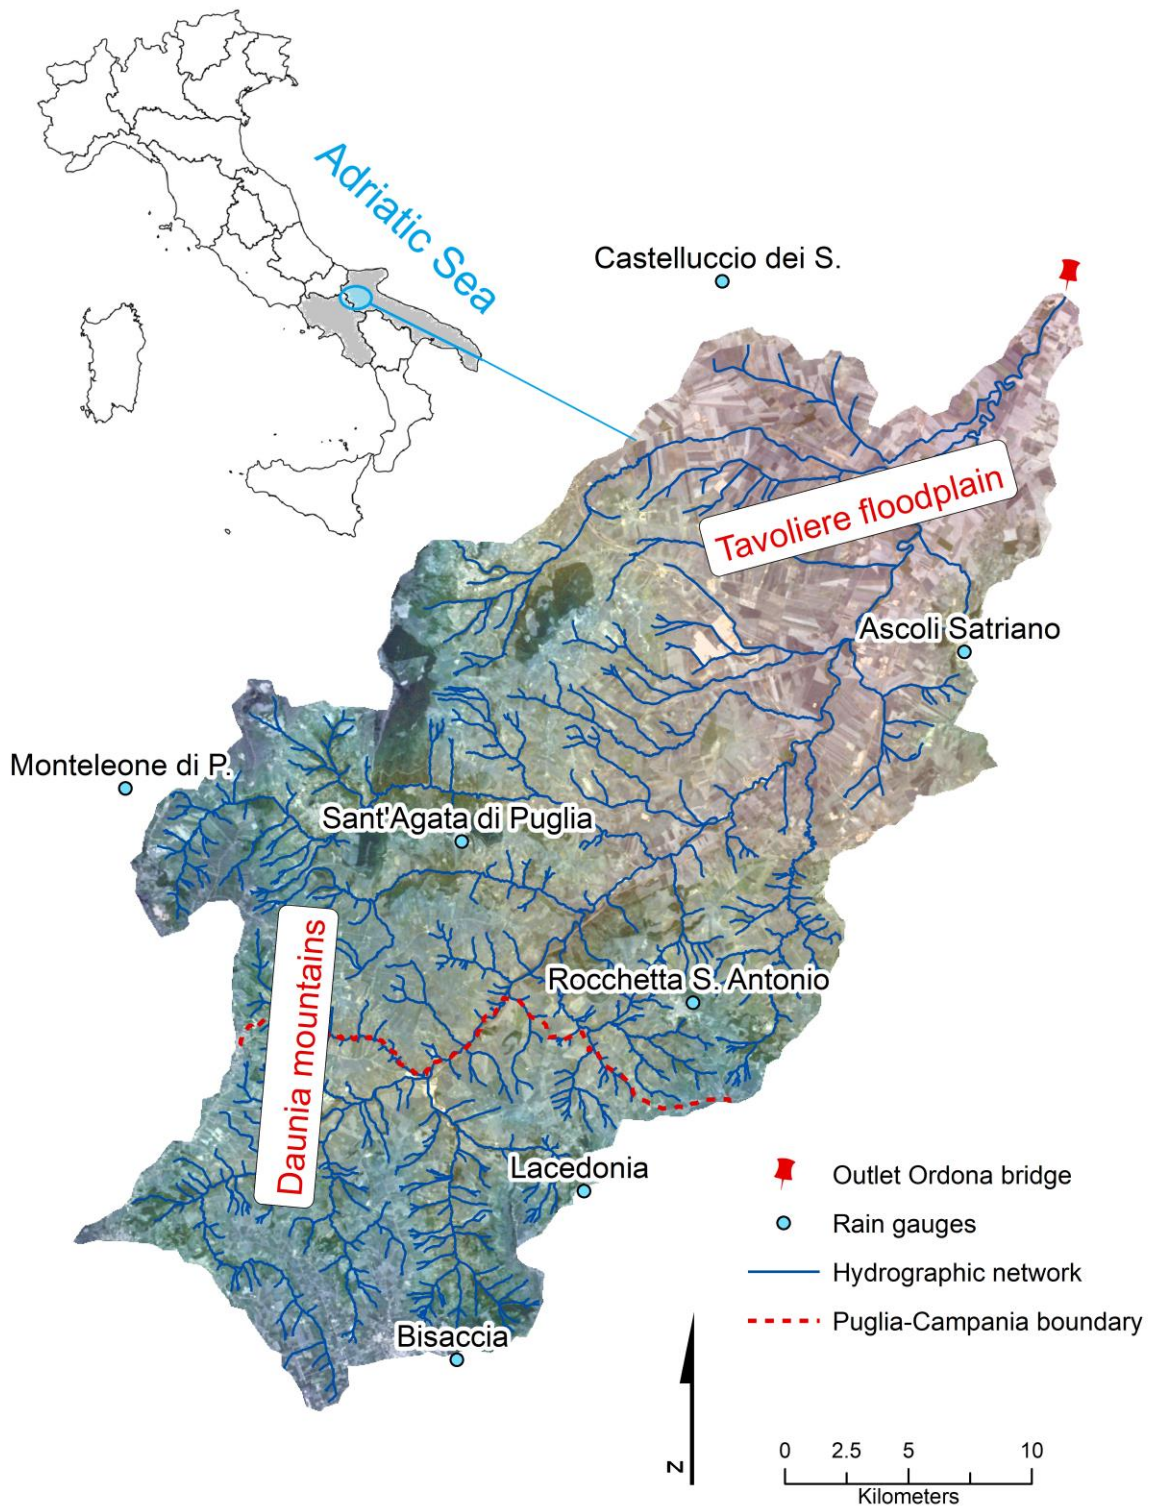 Adriatic Sea
Castelluccio dei S.
Tavoliere floodplain
Ascoli Satriano
Monteleone di P.
Sant'Agata di Puglia
Daunia mountains
Rocchetta S. Antonio
Lacedonia
Bisaccia
Outlet Ordona bridge
Rain gauges
Hydrographic network
Puglia-Campania boundary
N
0 2.5 5 10
Kilometers